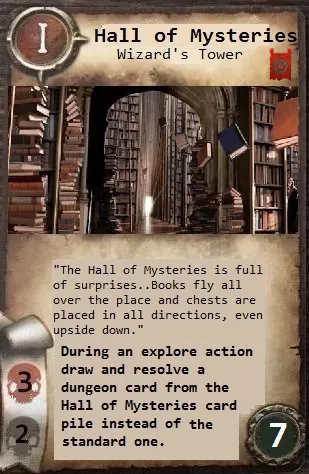 I
Hall of Mysteries
Wizard's Tower
"The Hall of Mysteries is full
of surprises..Books fly all
over the place and chests are
placed in all directions, even
upside down."
During an explore action
draw and resolve a
dungeon card from the
Hall of Mysteries card
pile instead of the
standard one.
3
2
7